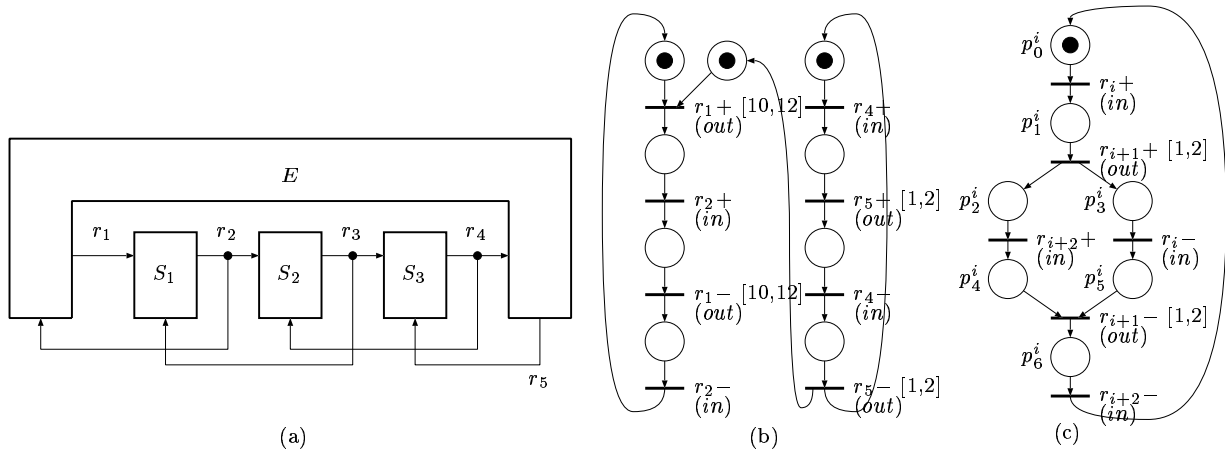 E
r₁ r₂ r₃ r₄
S₁ S₂ S₃
r₅
(a)
r₁+ [10,12]
(out)
r₂+
(in)
r₁− [10,12]
(out)
r₂−
(in)
r₄+
(in)
r₅+ [1,2]
(out)
r₄−
(in)
r₅− [1,2]
(out)
(b)
p₀ⁱ
rᵢ+
(in)
p₁ⁱ
rᵢ₊₁+ [1,2]
(out)
p₂ⁱ p₃ⁱ
rᵢ₊₂+
(in)
rᵢ−
(in)
p₄ⁱ p₅ⁱ
rᵢ₊₁− [1,2]
(out)
p₆ⁱ
rᵢ₊₂−
(in)
(c)